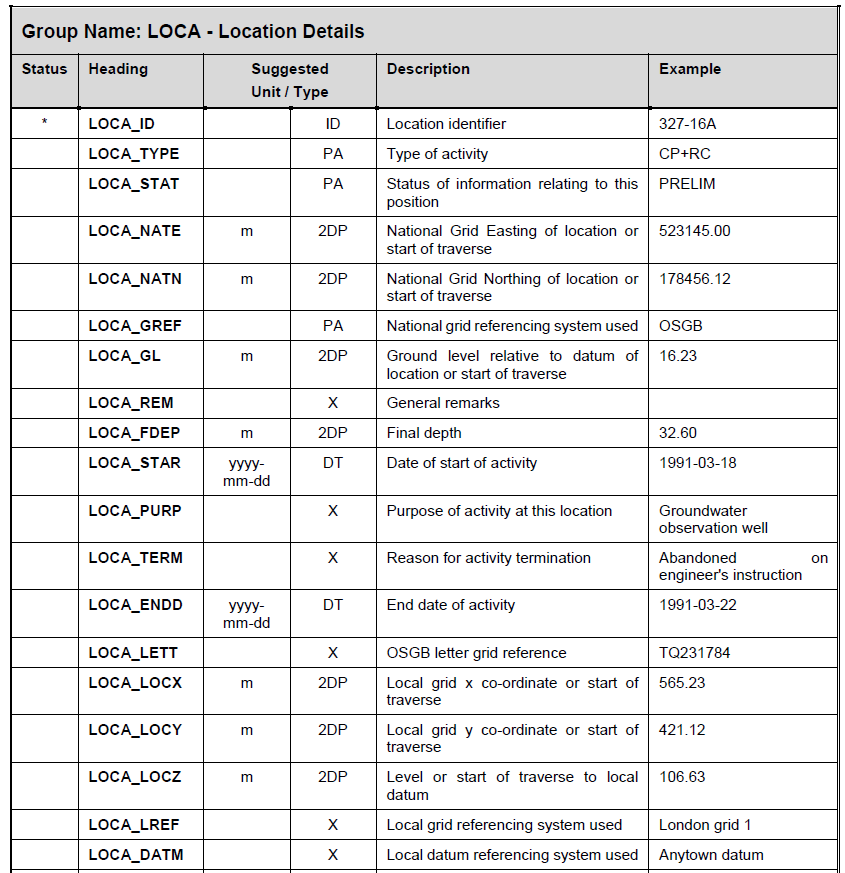 Group Name: LOCA - Location Details
Status Heading Suggested Unit / Type Description Example
* LOCA_ID ID Location identifier 327-16A
LOCA_TYPE PA Type of activity CP+RC
LOCA_STAT PA Status of information relating to this position PRELIM
LOCA_NATE m 2DP National Grid Easting of location or start of traverse 523145.00
LOCA_NATN m 2DP National Grid Northing of location or start of traverse 178456.12
LOCA_GREF PA National grid referencing system used OSGB
LOCA_GL m 2DP Ground level relative to datum of location or start of traverse 16.23
LOCA_REM X General remarks
LOCA_FDEP m 2DP Final depth 32.60
LOCA_STAR yyyy-mm-dd DT Date of start of activity 1991-03-18
LOCA_PURP X Purpose of activity at this location Groundwater observation well
LOCA_TERM X Reason for activity termination Abandoned on engineer's instruction
LOCA_ENDD yyyy-mm-dd DT End date of activity 1991-03-22
LOCA_LETT X OSGB letter grid reference TQ231784
LOCA_LOCX m 2DP Local grid x co-ordinate or start of traverse 565.23
LOCA_LOCY m 2DP Local grid y co-ordinate or start of traverse 421.12
LOCA_LOCZ m 2DP Level or start of traverse to local datum 106.63
LOCA_LREF X Local grid referencing system used London grid 1
LOCA_DATM X Local datum referencing system used Anytown datum